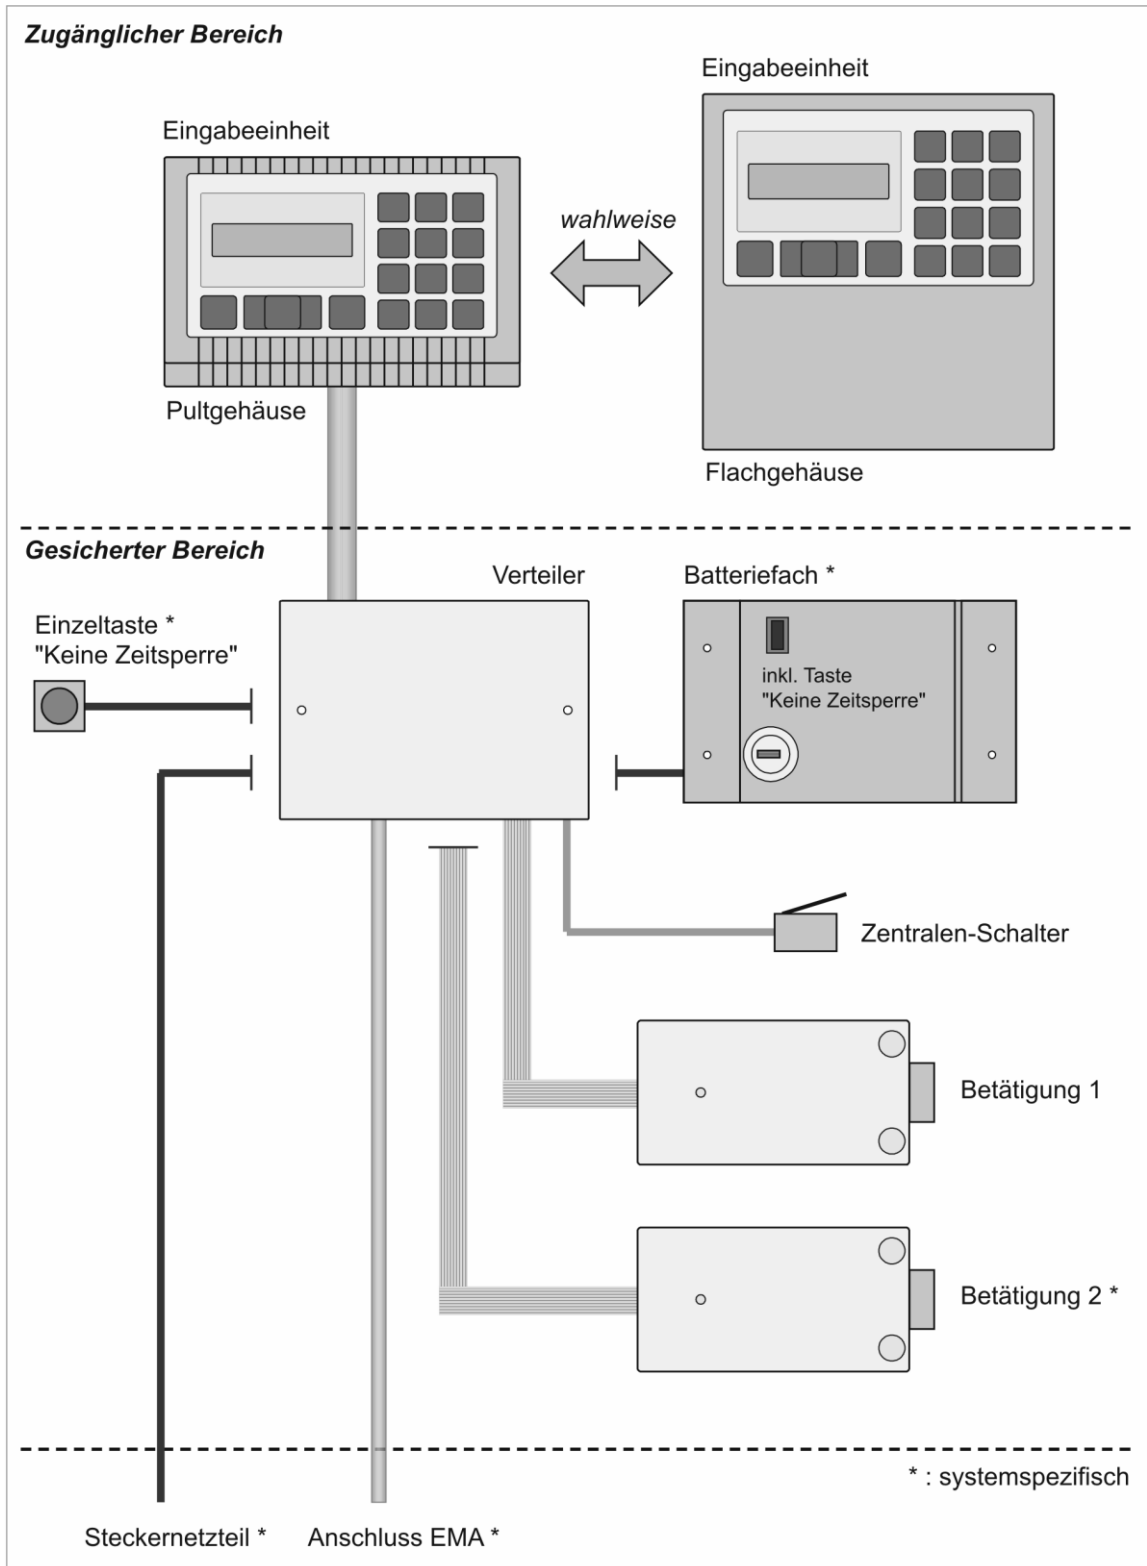 Zugänglicher Bereich
Eingabeeinheit
Eingabeeinheit
wahlweise
Pultgehäuse
Flachgehäuse
Gesicherter Bereich
Verteiler
Batteriefach *
Einzeltaste *
"Keine Zeitsperre"
inkl. Taste
"Keine Zeitsperre"
Zentralen-Schalter
Betätigung 1
Betätigung 2 *
* : systemspezifisch
Steckernetzteil *
Anschluss EMA *